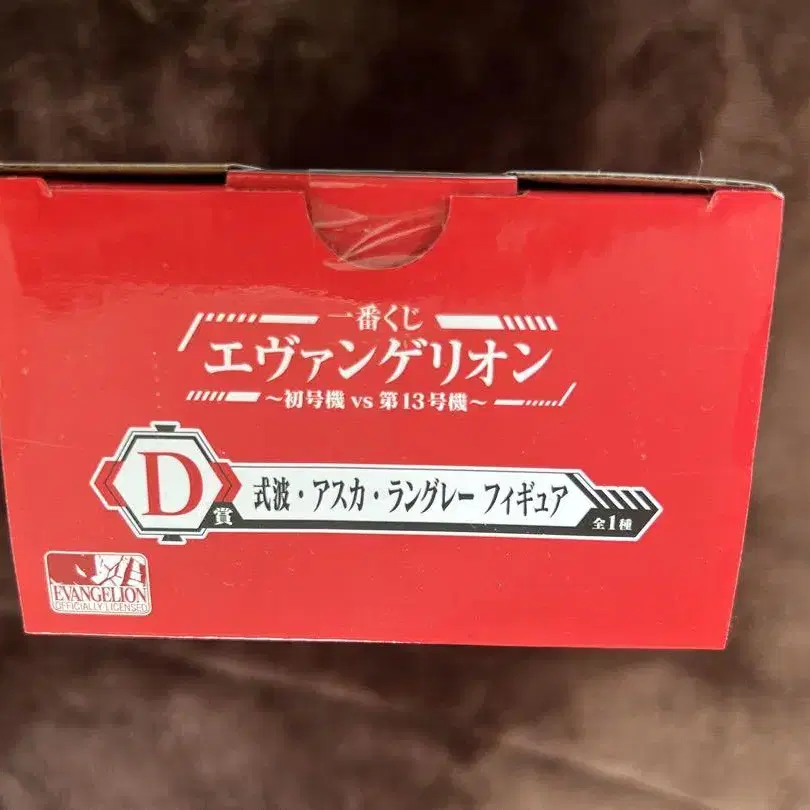 一番くじ
エヴァンゲリオン
～初号機 vs 第13号機～
D賞
式波・アスカ・ラングレー フィギュア
全1種
EVANGELION
OFFICIALLY LICENSED